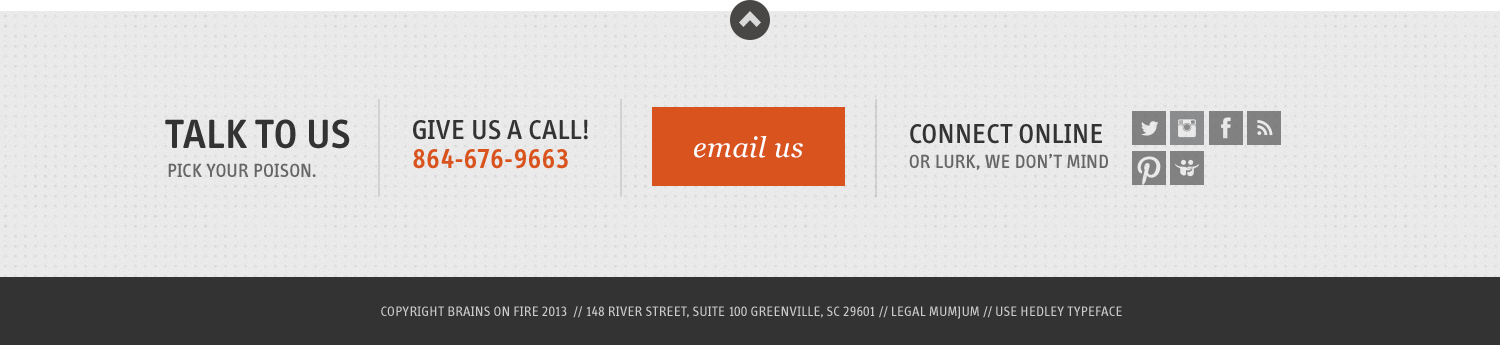 TALK TO US
PICK YOUR POISON.
GIVE US A CALL!
864-676-9663
email us
CONNECT ONLINE
OR LURK, WE DON'T MIND
COPYRIGHT BRAINS ON FIRE 2013 // 148 RIVER STREET, SUITE 100 GREENVILLE, SC 29601 // LEGAL MUMJUM // USE HEDLEY TYPEFACE